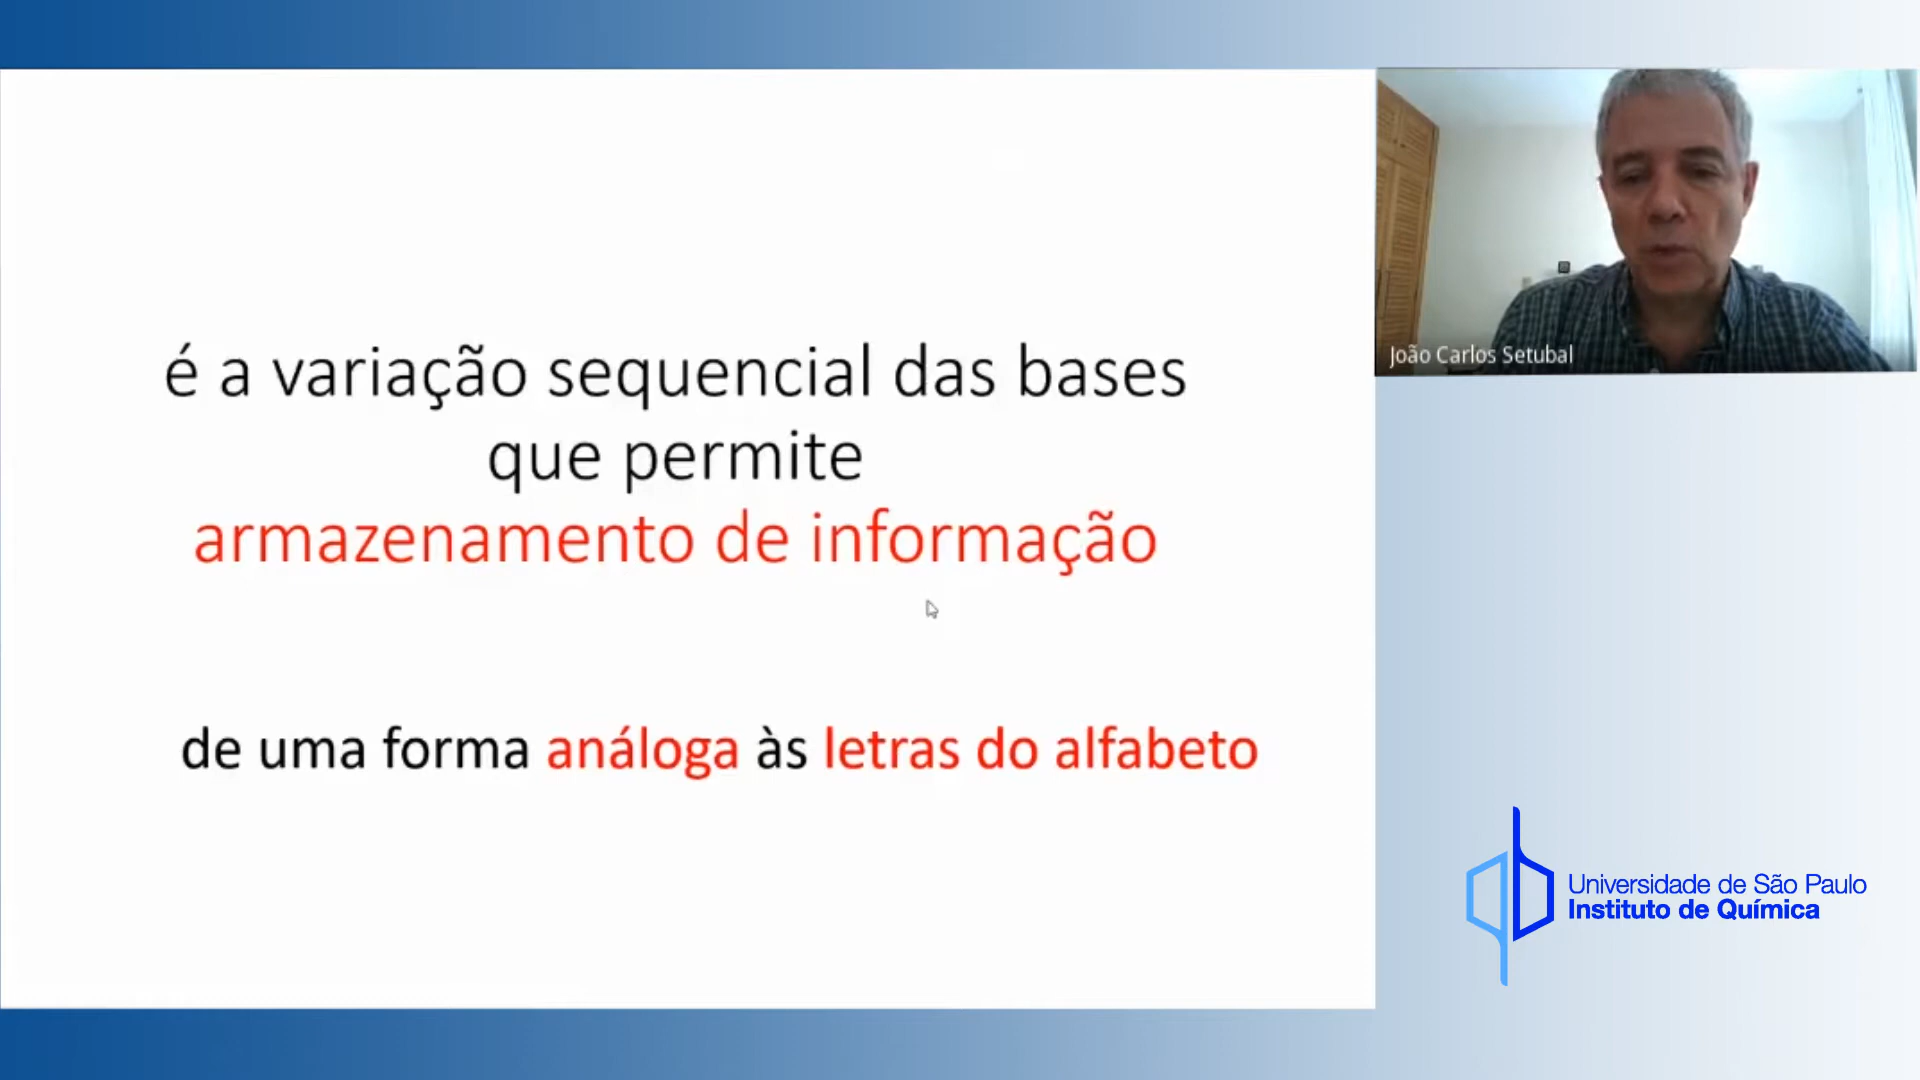 é a variação sequencial das bases
que permite
armazenamento de informação
de uma forma análoga às letras do alfabeto
João Carlos Setubal
Universidade de São Paulo
Instituto de Química